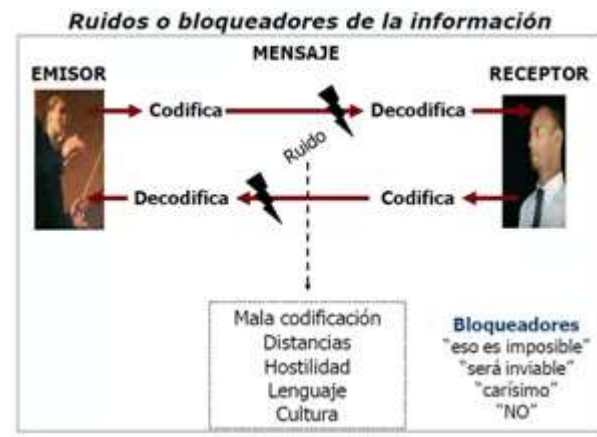 Ruidos o bloqueadores de la información
MENSAJE
EMISOR
RECEPTOR
Codifica
Decodifica
Ruido
Decodifica
Codifica
Mala codificación
Distancias
Hostilidad
Lenguaje
Cultura
Bloqueadores
"eso es imposible"
"será inviable"
"carísimo"
"NO"